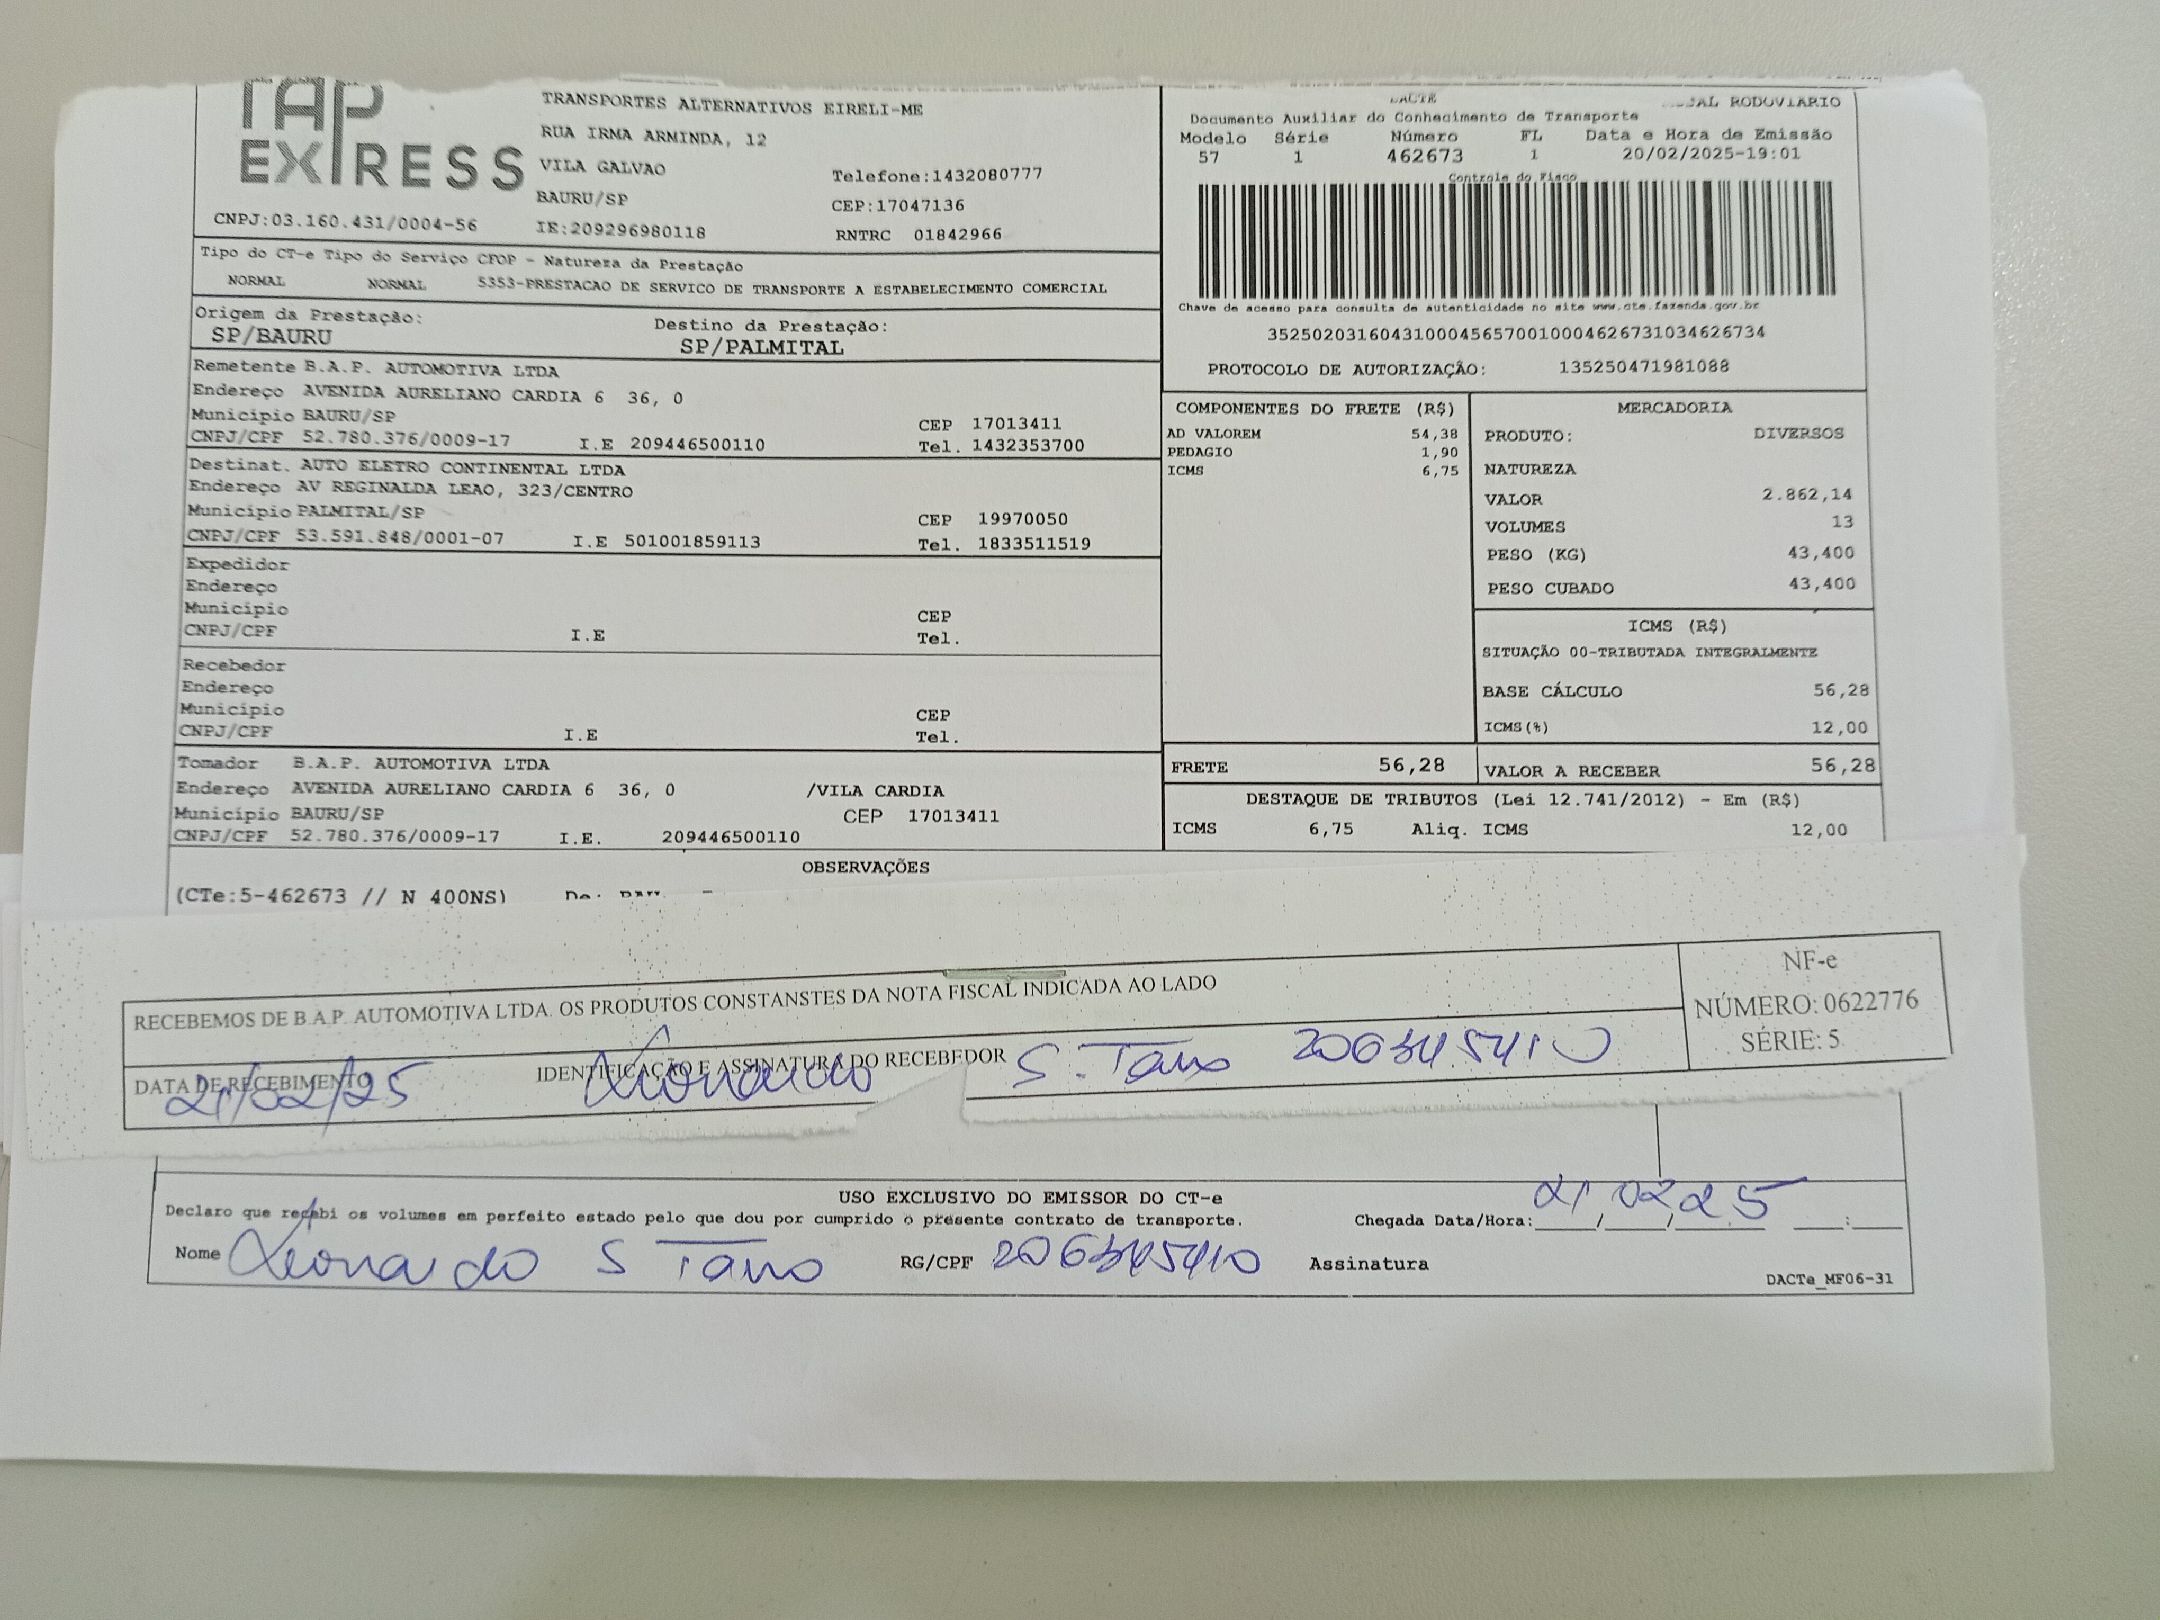 TAP
EXPRESS
TRANSPORTES ALTERNATIVOS EIRELI-ME
RUA IRMA ARMINDA, 12
VILA GALVAO
Telefone:1432080777
BAURU/SP
CEP:17047136
CNPJ:03.160.431/0004-56
IE:209296980118
RNTRC 01842966
DACTE
RODOVIARIO
Documento Auxiliar do Conhecimento de Transporte
Modelo Série Número FL Data e Hora de Emissão
57 1 462673 1 20/02/2025-19:01
Controle do Fisco
Chave de acesso para consulta de autenticidade no site www.cte.fazenda.gov.br
35250203160431000456570010004626731034626734
PROTOCOLO DE AUTORIZAÇÃO: 135250471981088
Tipo do CT-e Tipo do Serviço CFOP - Natureza da Prestação
NORMAL NORMAL 5353-PRESTACAO DE SERVICO DE TRANSPORTE A ESTABELECIMENTO COMERCIAL
Origem da Prestação: Destino da Prestação:
SP/BAURU SP/PALMITAL
Remetente B.A.P. AUTOMOTIVA LTDA
Endereço AVENIDA AURELIANO CARDIA 6 36, 0
Município BAURU/SP CEP 17013411
CNPJ/CPF 52.780.376/0009-17 I.E 209446500110 Tel. 1432353700
Destinat. AUTO ELETRO CONTINENTAL LTDA
Endereço AV REGINALDA LEAO, 323/CENTRO
Município PALMITAL/SP CEP 19970050
CNPJ/CPF 53.591.848/0001-07 I.E 501001859113 Tel. 1833511519
Expedidor
Endereço
Município CEP
CNPJ/CPF I.E Tel.
Recebedor
Endereço
Município CEP
CNPJ/CPF I.E Tel.
Tomador B.A.P. AUTOMOTIVA LTDA
Endereço AVENIDA AURELIANO CARDIA 6 36, 0 /VILA CARDIA
Município BAURU/SP CEP 17013411
CNPJ/CPF 52.780.376/0009-17 I.E. 209446500110
COMPONENTES DO FRETE (R$)
AD VALOREM 54,38
PEDAGIO 1,90
ICMS 6,75
MERCADORIA
PRODUTO: DIVERSOS
NATUREZA
VALOR 2.862,14
VOLUMES 13
PESO (KG) 43,400
PESO CUBADO 43,400
ICMS (R$)
SITUAÇÃO 00-TRIBUTADA INTEGRALMENTE
BASE CÁLCULO 56,28
ICMS(%) 12,00
FRETE 56,28 VALOR A RECEBER 56,28
DESTAQUE DE TRIBUTOS (Lei 12.741/2012) - Em (R$)
ICMS 6,75 Aliq. ICMS 12,00
OBSERVAÇÕES
(CTe:5-462673 // N 400NS)
RECEBEMOS DE B.A.P. AUTOMOTIVA LTDA. OS PRODUTOS CONSTANSTES DA NOTA FISCAL INDICADA AO LADO
NF-e
NÚMERO: 0622776
SÉRIE: 5
DATA DE RECEBIMENTO IDENTIFICAÇÃO E ASSINATURA DO RECEBEDOR
21/02/25 Leonardo S. Tano 206345410
USO EXCLUSIVO DO EMISSOR DO CT-e
Declaro que recebi os volumes em perfeito estado pelo que dou por cumprido o presente contrato de transporte. Chegada Data/Hora: 21/02/25 __:__
Nome Leonardo S Tano RG/CPF 206345410 Assinatura
DACTe_MF06-31